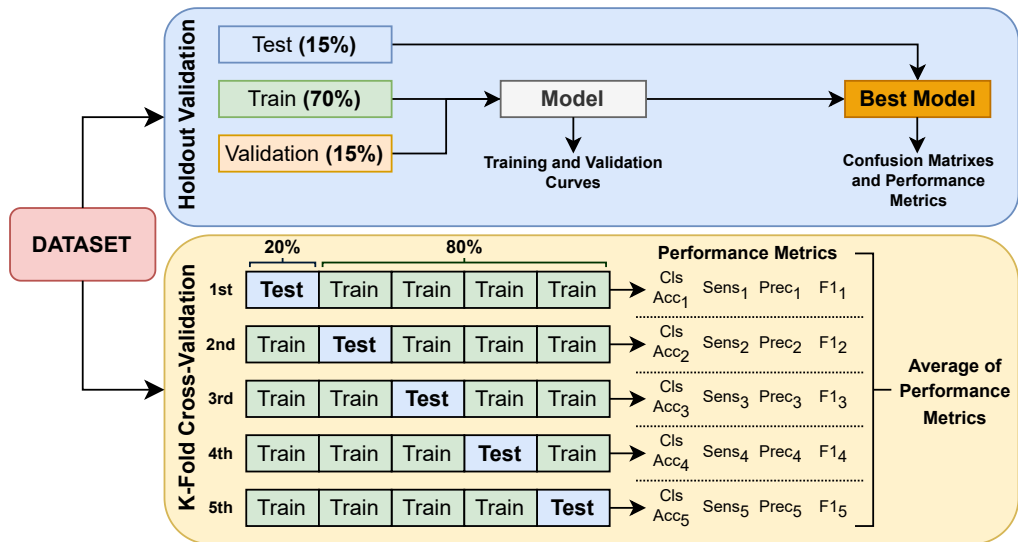 DATASET
Holdout Validation
Test (15%)
Train (70%)
Validation (15%)
Model
Best Model
Training and Validation
Curves
Confusion Matrixes
and Performance
Metrics
K-Fold Cross-Validation
20%
80%
Performance Metrics
1st Test Train Train Train Train
Cls
Acc1 Sens1 Prec1 F11
2nd Train Test Train Train Train
Cls
Acc2 Sens2 Prec2 F12
3rd Train Train Test Train Train
Cls
Acc3 Sens3 Prec3 F13
4th Train Train Train Test Train
Cls
Acc4 Sens4 Prec4 F14
5th Train Train Train Train Test
Cls
Acc5 Sens5 Prec5 F15
Average of
Performance
Metrics